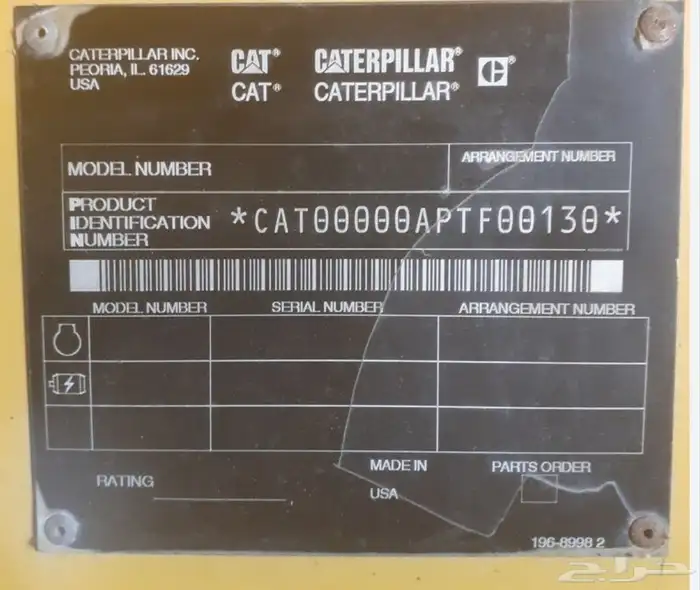 CATERPILLAR INC.
PEORIA, IL. 61629
USA
CAT® CATERPILLAR®
CAT® CATERPILLAR®
MODEL NUMBER
ARRANGEMENT NUMBER
PRODUCT
IDENTIFICATION
NUMBER
*CAT00000APTF00130*
MODEL NUMBER SERIAL NUMBER ARRANGEMENT NUMBER
RATING
MADE IN
USA
PARTS ORDER
196-8998 2
حراج